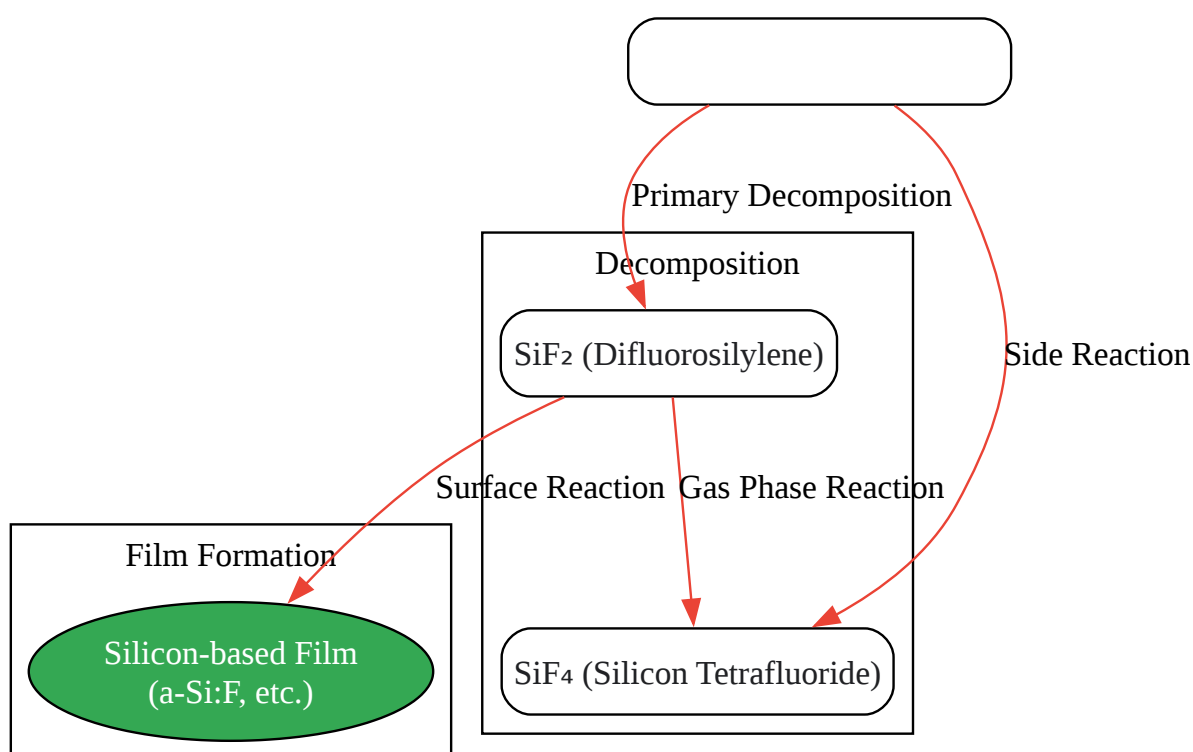 Primary Decomposition
Decomposition
SiF₂ (Difluorosilylene)
Side Reaction
Surface Reaction
Gas Phase Reaction
Film Formation
Silicon-based Film
(a-Si:F, etc.)
SiF₄ (Silicon Tetrafluoride)